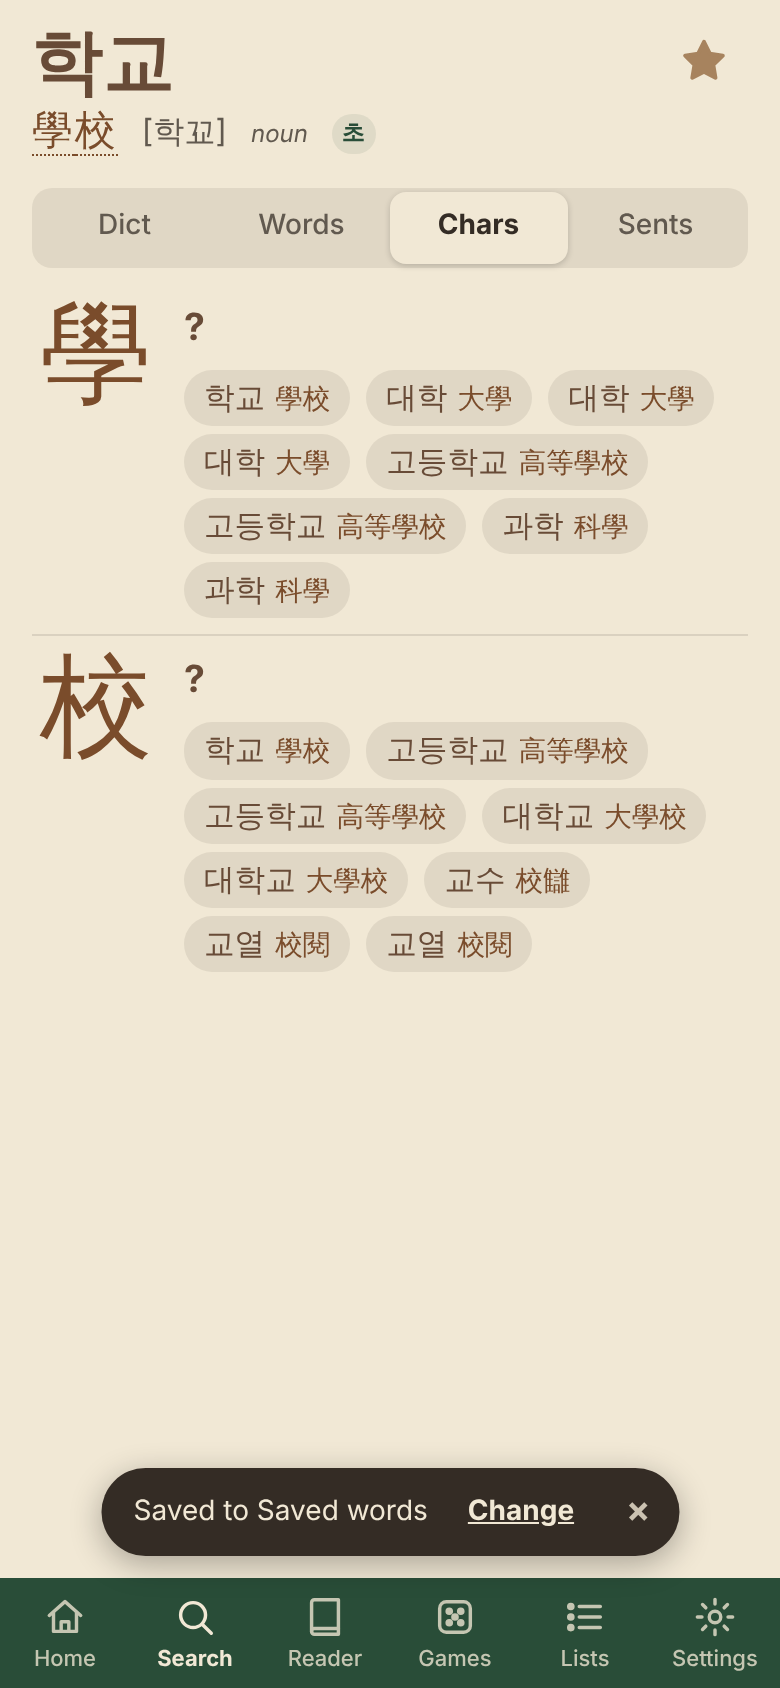 학교
學校 [학꾜] noun 초
Dict Words Chars Sents
學 ?
학교 學校 대학 大學 대학 大學
대학 大學 고등학교 高等學校
고등학교 高等學校 과학 科學
과학 科學
校 ?
학교 學校 고등학교 高等學校
고등학교 高等學校 대학교 大學校
대학교 大學校 교수 校讎
교열 校閱 교열 校閱
Saved to Saved words Change ×
Home Search Reader Games Lists Settings